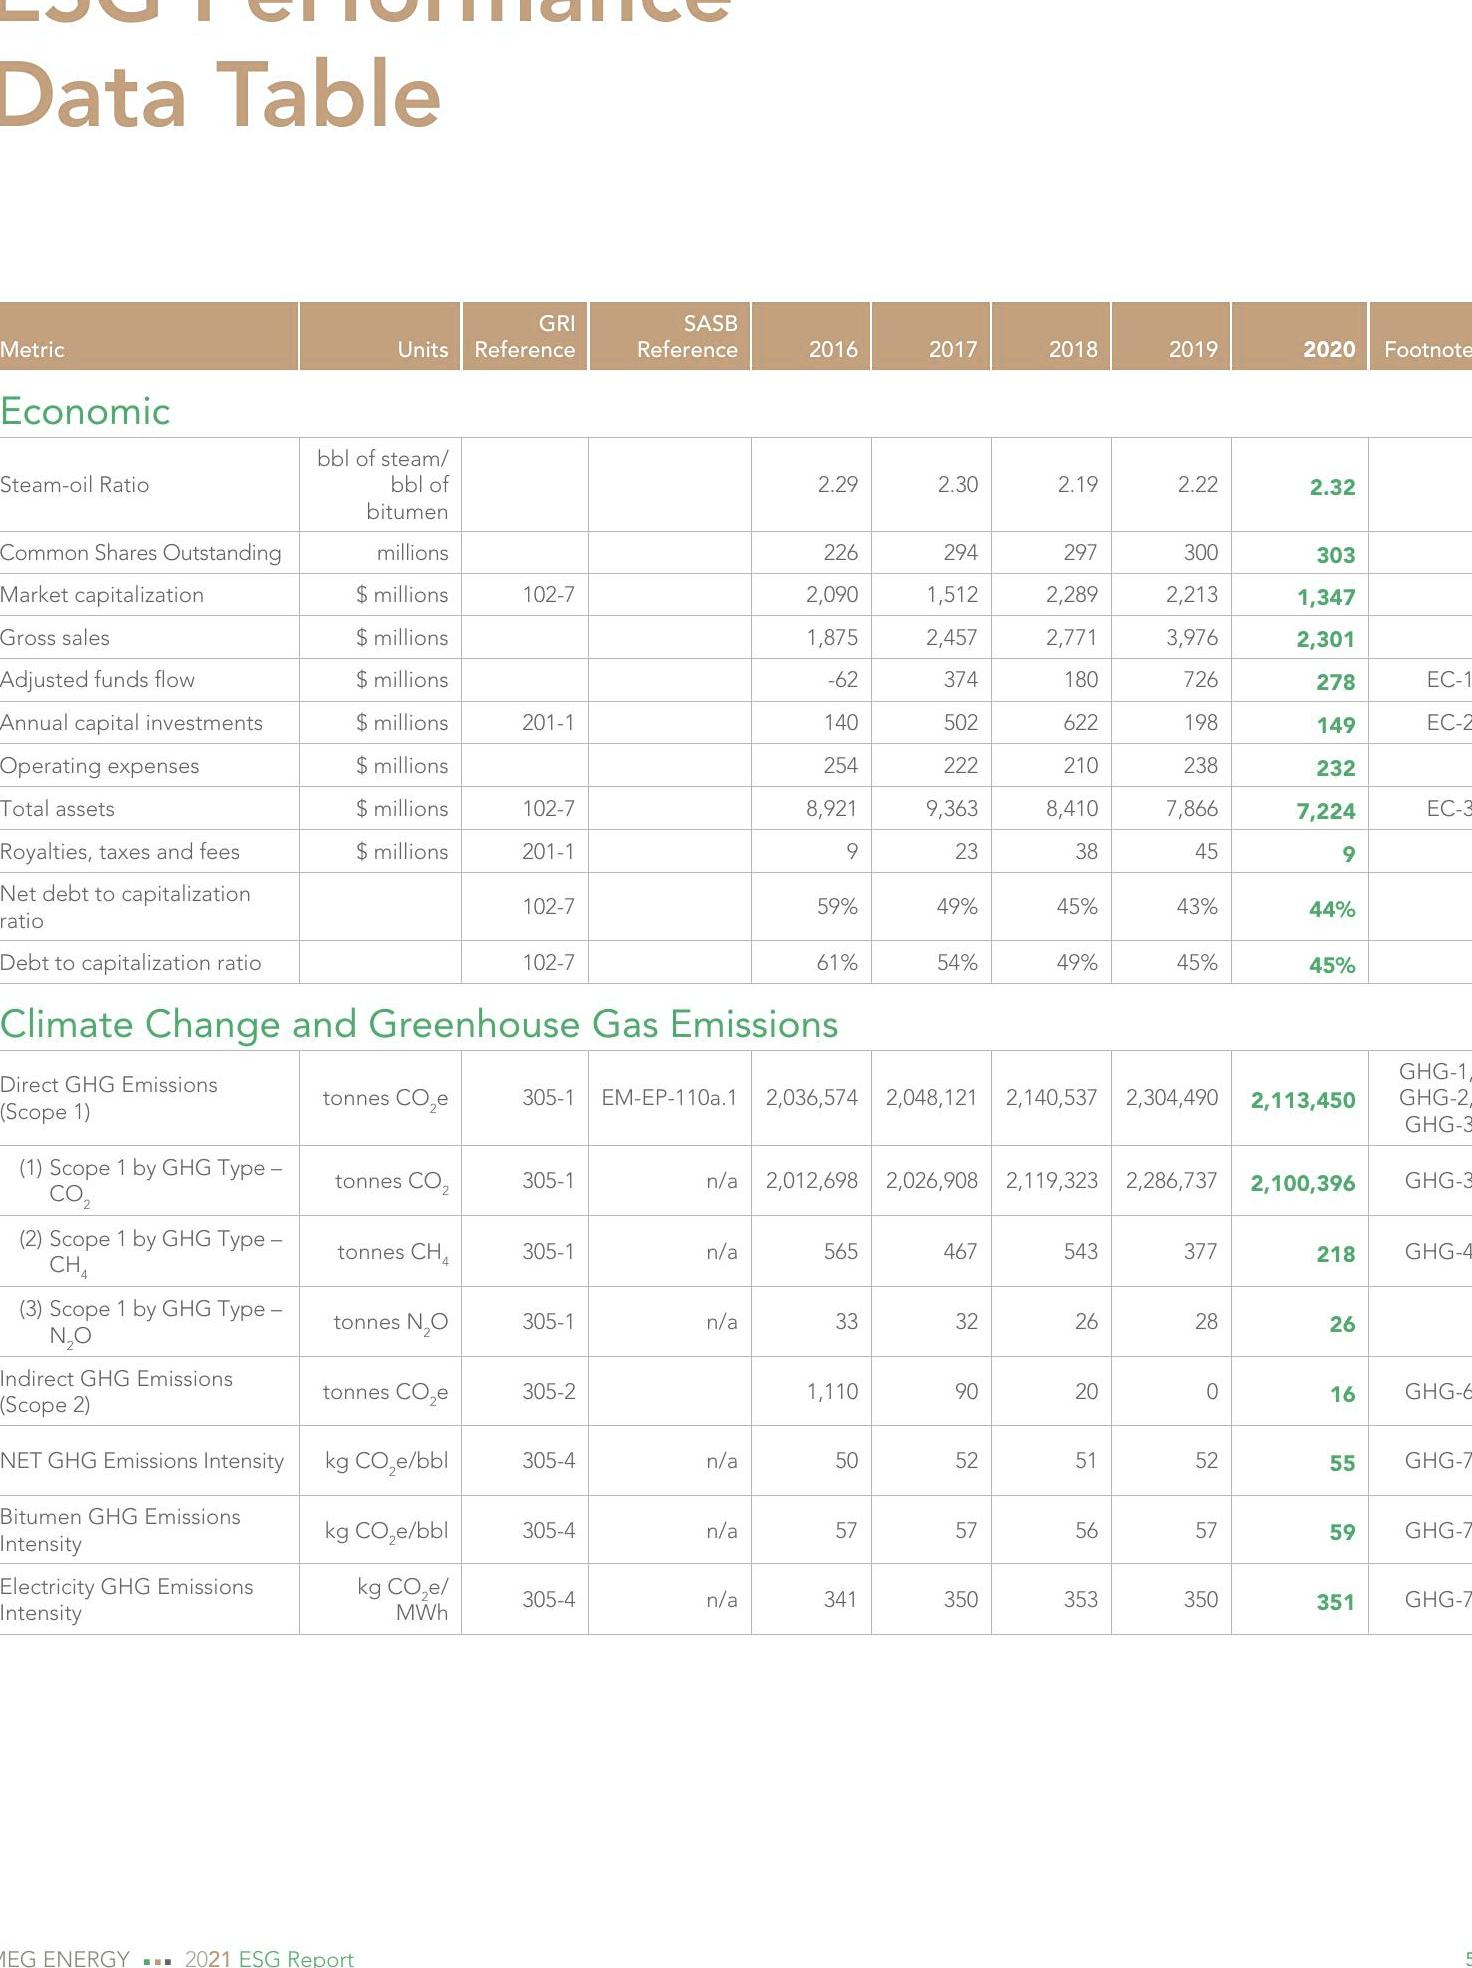 ESG Performance
Data Table
Metric Units GRI Reference SASB Reference 2016 2017 2018 2019 2020 Footnote
Economic
Steam-oil Ratio bbl of steam/ bbl of bitumen 2.29 2.30 2.19 2.22 2.32
Common Shares Outstanding millions 226 294 297 300 303
Market capitalization $ millions 102-7 2,090 1,512 2,289 2,213 1,347
Gross sales $ millions 1,875 2,457 2,771 3,976 2,301
Adjusted funds flow $ millions -62 374 180 726 278 EC-1
Annual capital investments $ millions 201-1 140 502 622 198 149 EC-2
Operating expenses $ millions 254 222 210 238 232
Total assets $ millions 102-7 8,921 9,363 8,410 7,866 7,224 EC-3
Royalties, taxes and fees $ millions 201-1 9 23 38 45 9
Net debt to capitalization ratio 102-7 59% 49% 45% 43% 44%
Debt to capitalization ratio 102-7 61% 54% 49% 45% 45%
Climate Change and Greenhouse Gas Emissions
Direct GHG Emissions (Scope 1) tonnes CO₂e 305-1 EM-EP-110a.1 2,036,574 2,048,121 2,140,537 2,304,490 2,113,450 GHG-1, GHG-2, GHG-3
(1) Scope 1 by GHG Type – CO₂ tonnes CO₂ 305-1 n/a 2,012,698 2,026,908 2,119,323 2,286,737 2,100,396 GHG-3
(2) Scope 1 by GHG Type – CH₄ tonnes CH₄ 305-1 n/a 565 467 543 377 218 GHG-4
(3) Scope 1 by GHG Type – N₂O tonnes N₂O 305-1 n/a 33 32 26 28 26
Indirect GHG Emissions (Scope 2) tonnes CO₂e 305-2 1,110 90 20 0 16 GHG-6
NET GHG Emissions Intensity kg CO₂e/bbl 305-4 n/a 50 52 51 52 55 GHG-7
Bitumen GHG Emissions Intensity kg CO₂e/bbl 305-4 n/a 57 57 56 57 59 GHG-7
Electricity GHG Emissions Intensity kg CO₂e/ MWh 305-4 n/a 341 350 353 350 351 GHG-7
MEG ENERGY 2021 ESG Report